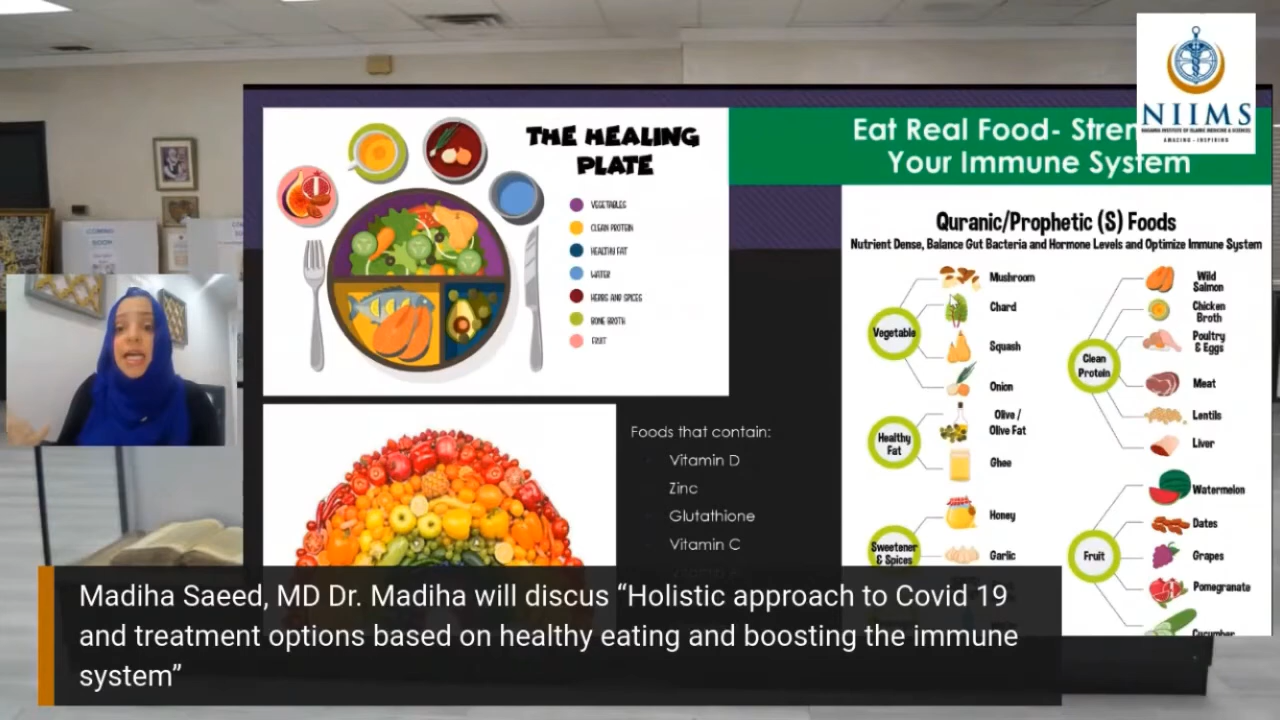 NIIMS
AMAZING - INSPIRING
THE HEALING
PLATE
VEGETABLES
CLEAN PROTEIN
HEALTHY FAT
WATER
HERBS AND SPICES
BONE BROTH
FRUIT
Eat Real Food- Stren
Your Immune System
Quranic/Prophetic (S) Foods
Nutrient Dense, Balance Gut Bacteria and Hormone Levels and Optimize Immune System
Vegetable
Mushroom
Chard
Squash
Onion
Healthy
Fat
Olive /
Olive Fat
Ghee
Sweetener
& Spices
Honey
Garlic
Clean
Protein
Wild
Salmon
Chicken
Broth
Poultry
& Eggs
Meat
Lentils
Liver
Fruit
Watermelon
Dates
Grapes
Pomegranate
Cucumber
Foods that contain:
Vitamin D
Zinc
Glutathione
Vitamin C
COMING
SOON
Madiha Saeed, MD Dr. Madiha will discus “Holistic approach to Covid 19
and treatment options based on healthy eating and boosting the immune
system”